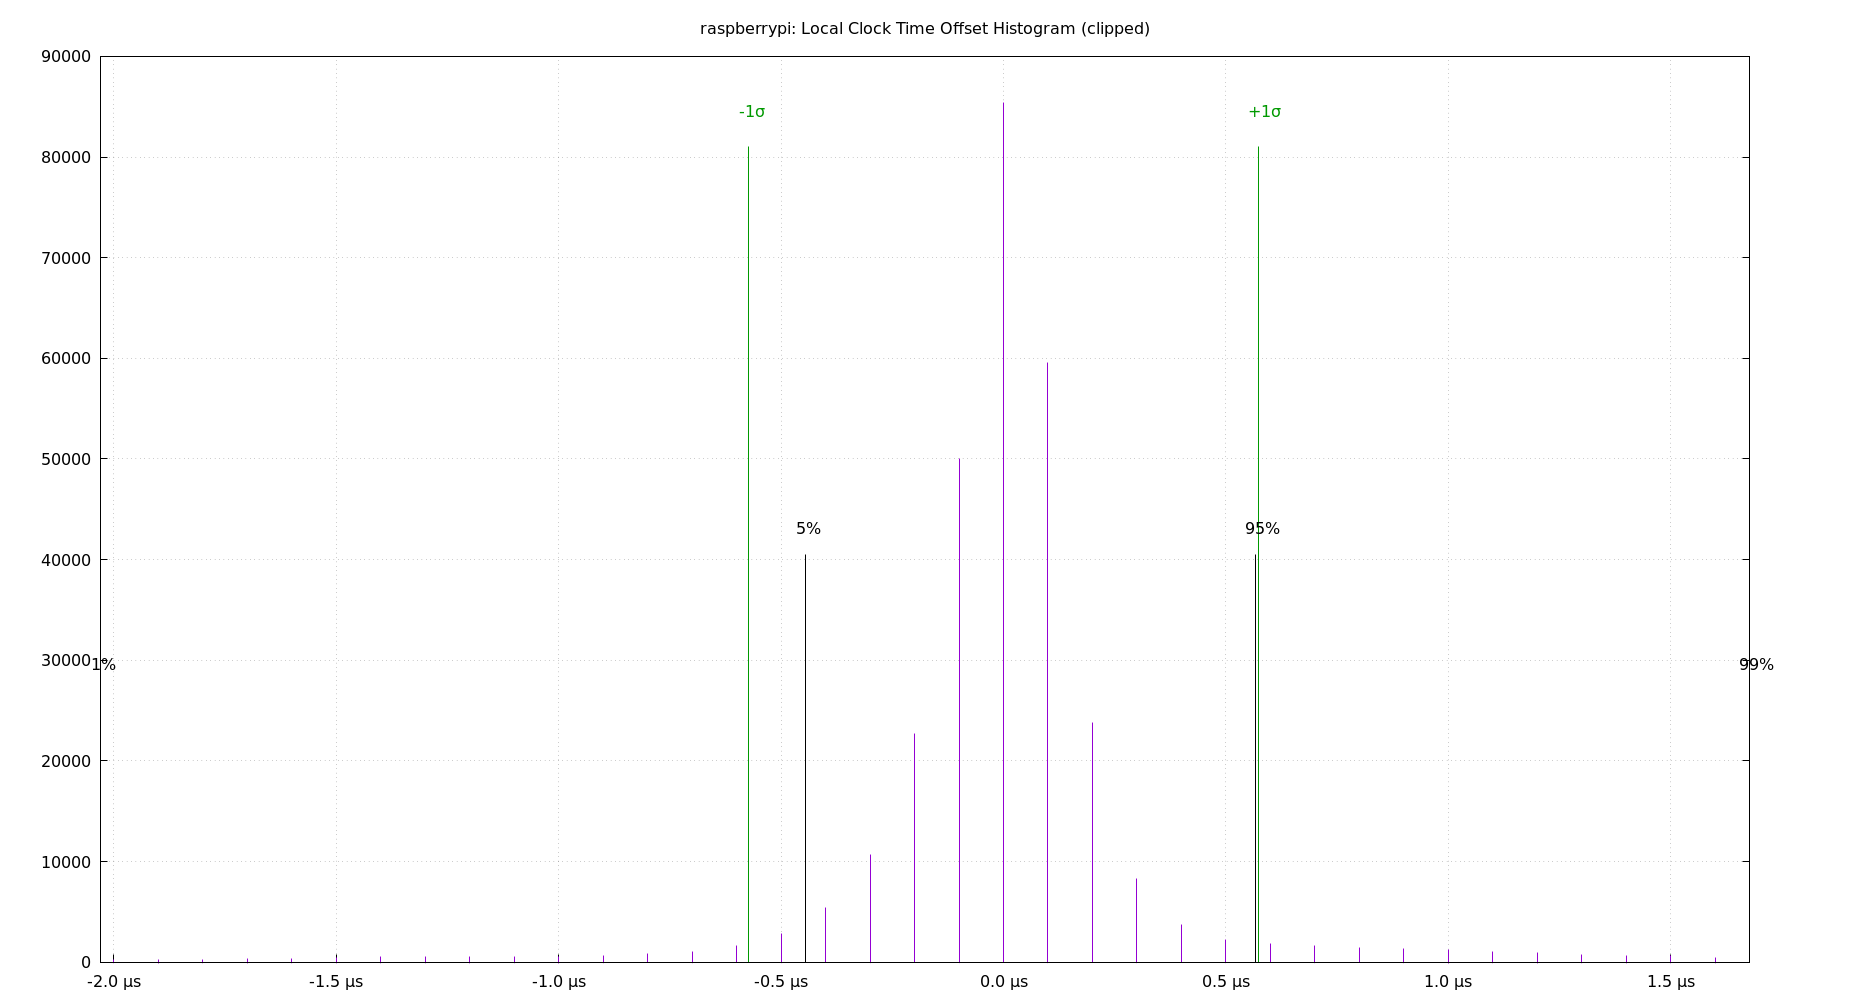 raspberrypi: Local Clock Time Offset Histogram (clipped)
90000
-1σ
+1σ
80000
70000
60000
50000
5%
95%
40000
30000
1%
99%
20000
10000
0
-2.0 µs
-1.5 µs
-1.0 µs
-0.5 µs
0.0 µs
0.5 µs
1.0 µs
1.5 µs